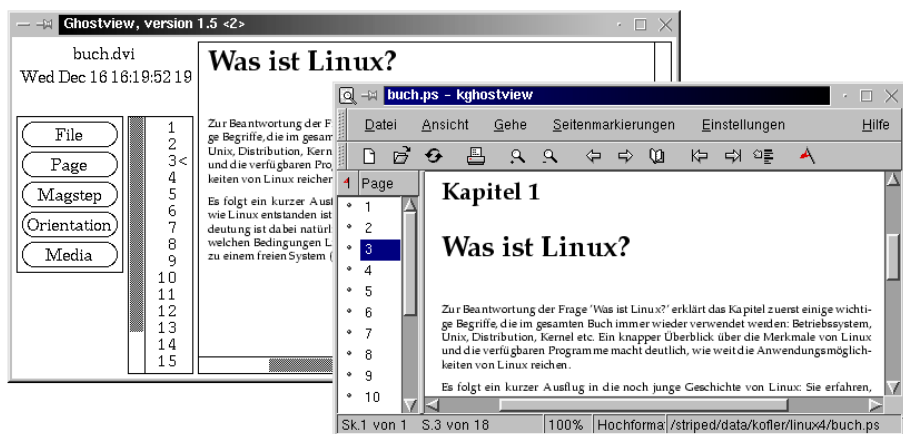 Ghostview, version 1.5 <2>
buch.dvi
Wed Dec 16 16:19:52 19
File
Page
Magstep
Orientation
Media
1
2
3<
4
5
6
7
8
9
10
11
12
13
14
15
Was ist Linux?
Zur Beantwortung der F
ge Begriffe, die im gesam
Unix, Distribution, Kern
und die verfügbaren Pro
keiten von Linux reicher
Es folgt ein kurzer Ausf
wie Linux entstanden ist
deutung ist dabei natürl
welchen Bedingungen L
zu einem freien System (
buch.ps - kghostview
Datei Ansicht Gehe Seitenmarkierungen Einstellungen Hilfe
Page
1
2
3
4
5
6
7
8
9
10
Kapitel 1
Was ist Linux?
Zur Beantwortung der Frage 'Was ist Linux?' erklärt das Kapitel zuerst einige wichti-
ge Begriffe, die im gesamten Buch immer wieder verwendet werden: Betriebssystem,
Unix, Distribution, Kernel etc. Ein knapper Überblick über die Merkmale von Linux
und die verfügbaren Programme macht deutlich, wie weit die Anwendungsmöglich-
keiten von Linux reichen.
Es folgt ein kurzer Ausflug in die noch junge Geschichte von Linux: Sie erfahren,
Sk.1 von 1 S.3 von 18 100% Hochforma /striped/data/kofler/linux4/buch.ps